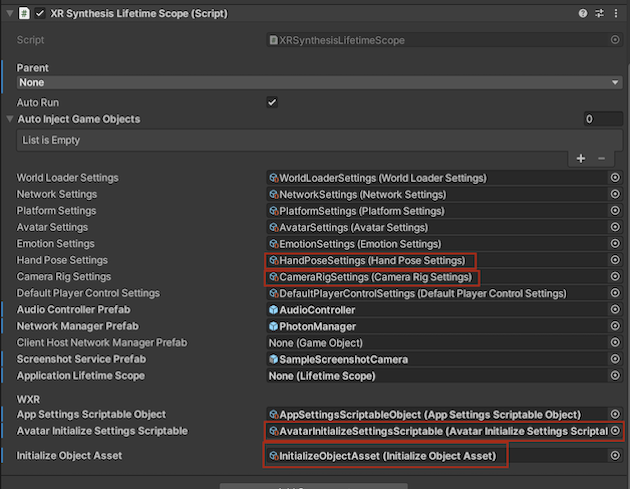 XR Synthesis Lifetime Scope (Script)
Script XRSynthesisLifetimeScope
Parent
None
Auto Run
Auto Inject Game Objects 0
List is Empty
+ −
World Loader Settings WorldLoaderSettings (World Loader Settings)
Network Settings NetworkSettings (Network Settings)
Platform Settings PlatformSettings (Platform Settings)
Avatar Settings AvatarSettings (Avatar Settings)
Emotion Settings EmotionSettings (Emotion Settings)
Hand Pose Settings HandPoseSettings (Hand Pose Settings)
Camera Rig Settings CameraRigSettings (Camera Rig Settings)
Default Player Control Settings DefaultPlayerControlSettings (Default Player Control Settings)
Audio Controller Prefab AudioController
Network Manager Prefab PhotonManager
Client Host Network Manager Prefab None (Game Object)
Screenshot Service Prefab SampleScreenshotCamera
Application Lifetime Scope None (Lifetime Scope)
WXR
App Settings Scriptable Object AppSettingsScriptableObject (App Settings Scriptable Object)
Avatar Initialize Settings Scriptable AvatarInitializeSettingsScriptable (Avatar Initialize Settings Scriptal
Initialize Object Asset InitializeObjectAsset (Initialize Object Asset)